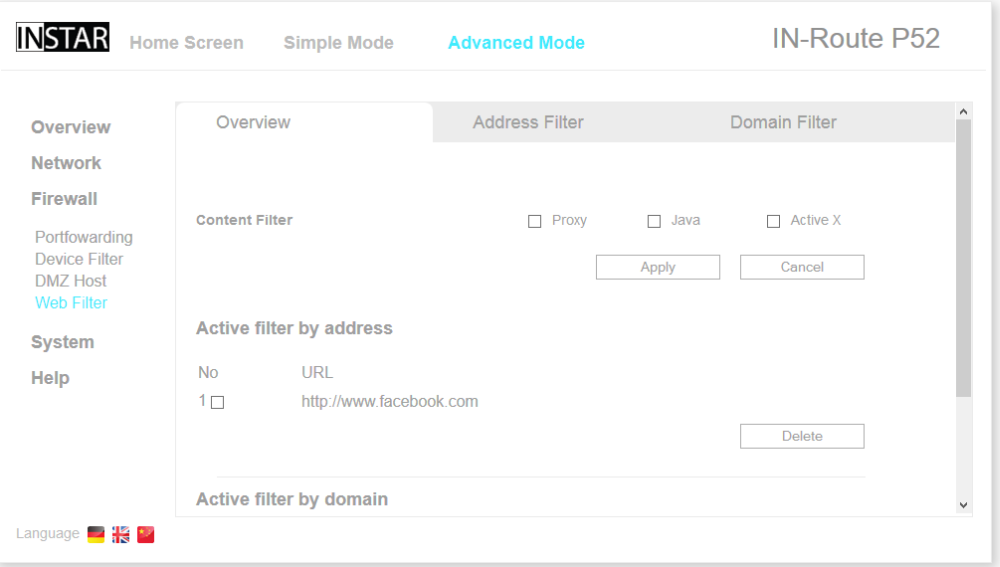 INSTAR Home Screen Simple Mode Advanced Mode IN-Route P52
Overview
Network
Firewall
Portfowarding
Device Filter
DMZ Host
Web Filter
System
Help
Overview Address Filter Domain Filter
Content Filter Proxy Java Active X
Apply Cancel
Active filter by address
No URL
1 http://www.facebook.com
Delete
Active filter by domain
Language